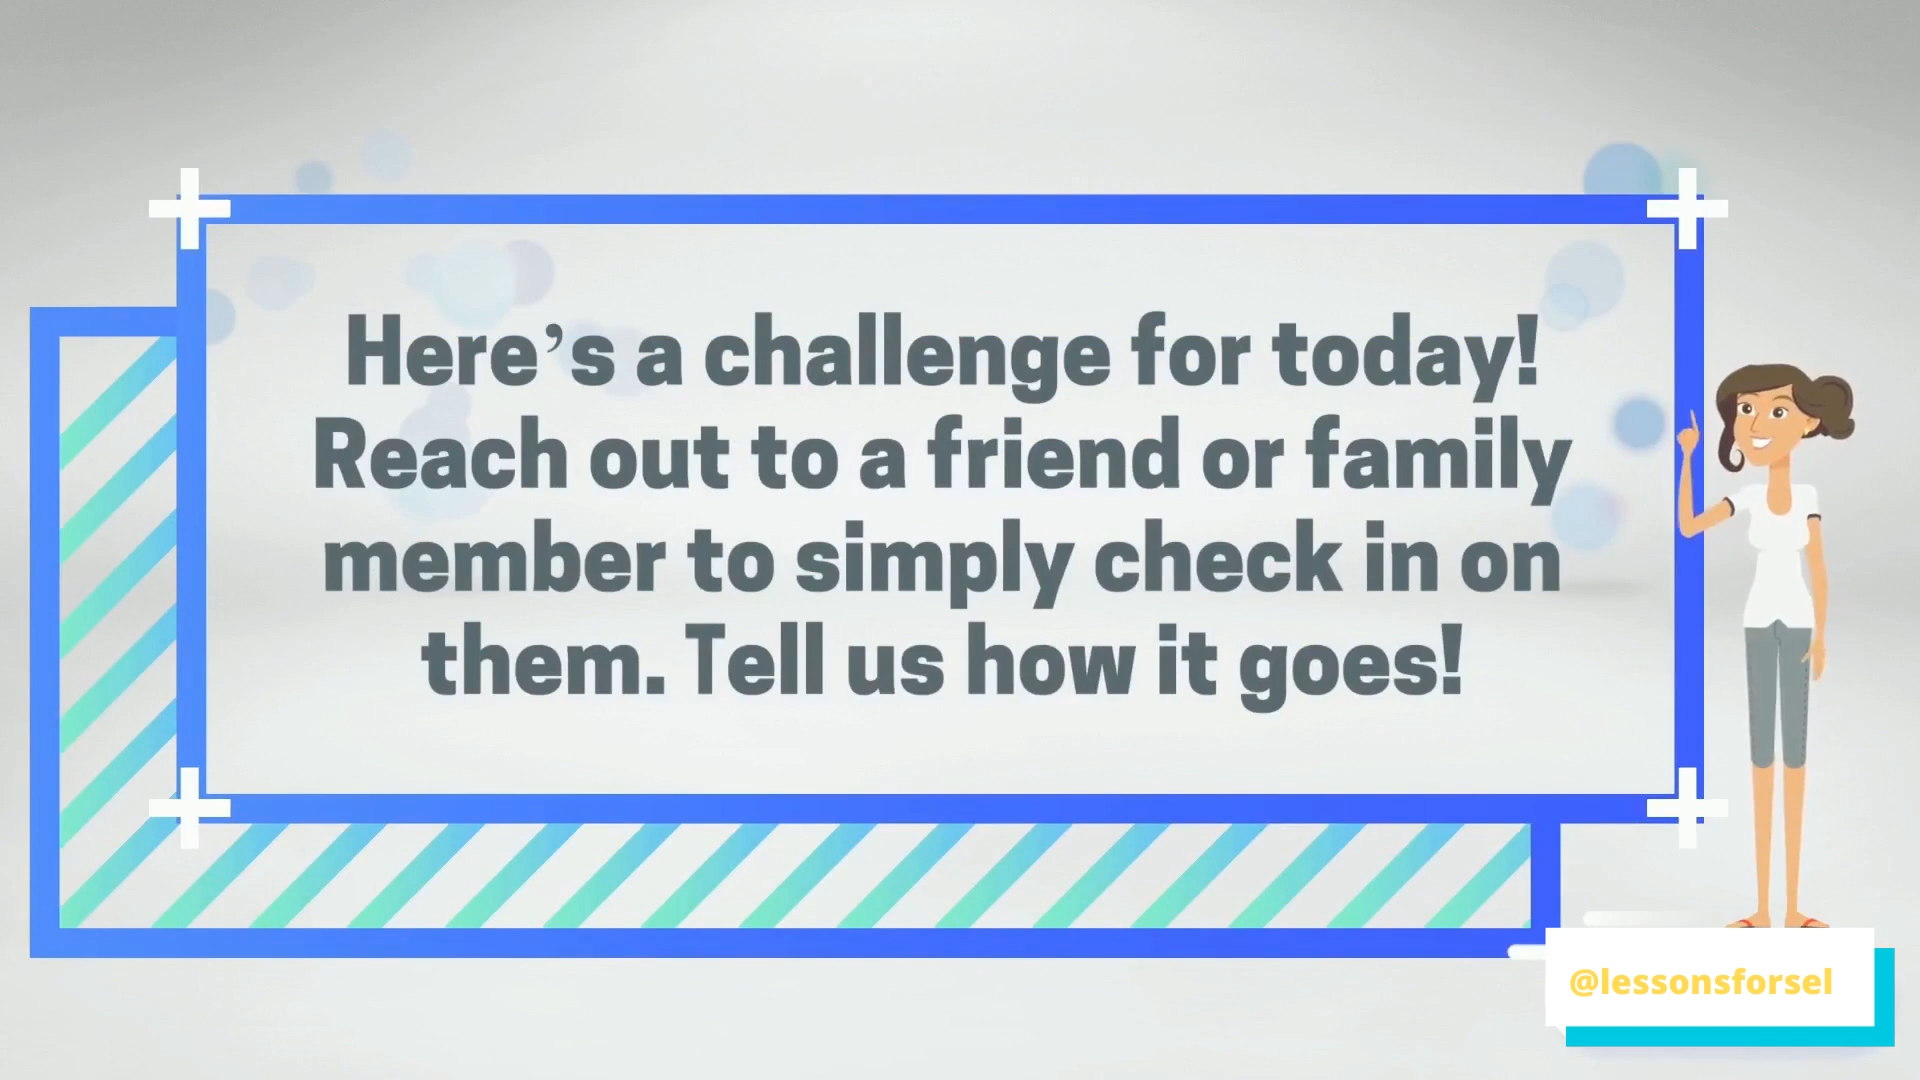 Here’s a challenge for today!
Reach out to a friend or family
member to simply check in on
them. Tell us how it goes!
@lessonsforsel